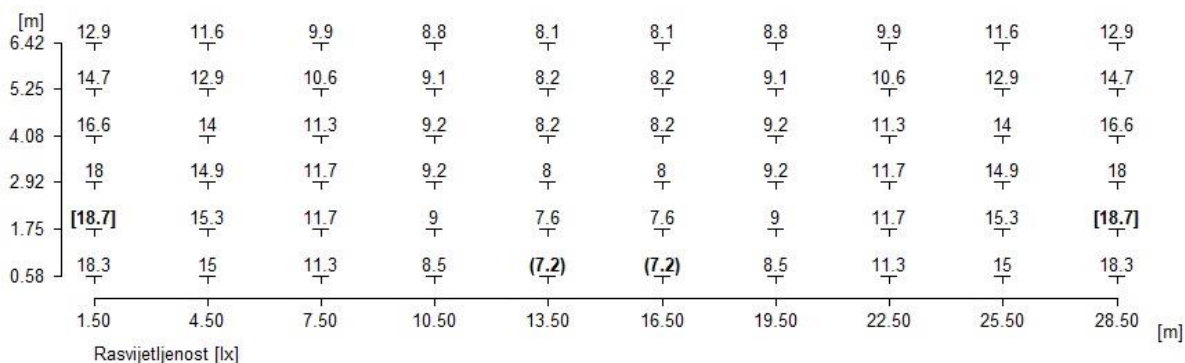 [m]
6.42 12.9 11.6 9.9 8.8 8.1 8.1 8.8 9.9 11.6 12.9
5.25 14.7 12.9 10.6 9.1 8.2 8.2 9.1 10.6 12.9 14.7
4.08 16.6 14 11.3 9.2 8.2 8.2 9.2 11.3 14 16.6
2.92 18 14.9 11.7 9.2 8 8 9.2 11.7 14.9 18
1.75 [18.7] 15.3 11.7 9 7.6 7.6 9 11.7 15.3 [18.7]
0.58 18.3 15 11.3 8.5 (7.2) (7.2) 8.5 11.3 15 18.3
1.50 4.50 7.50 10.50 13.50 16.50 19.50 22.50 25.50 28.50
[m]
Rasvijetljenost [lx]